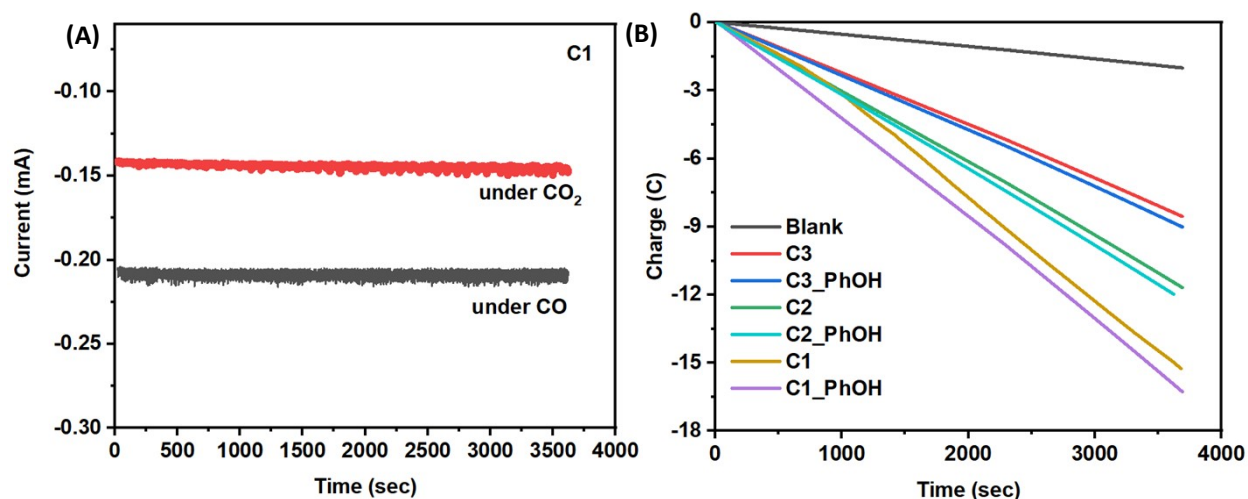 (A)
C1
-0.10
-0.15
-0.20
-0.25
-0.30
Current (mA)
under CO₂
under CO
0 500 1000 1500 2000 2500 3000 3500 4000
Time (sec)
(B)
0
-3
-6
-9
-12
-15
-18
Charge (C)
Blank
C3
C3_PhOH
C2
C2_PhOH
C1
C1_PhOH
0 1000 2000 3000 4000
Time (sec)